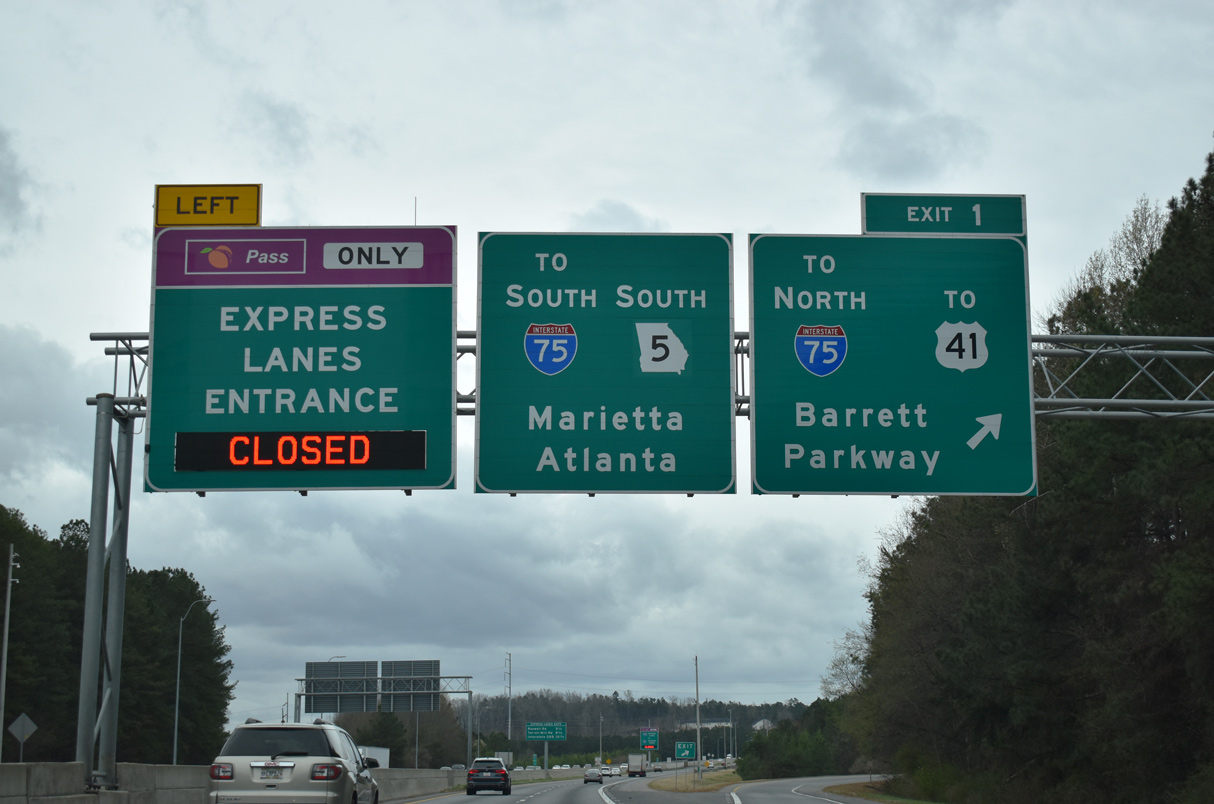 LEFT
Pass ONLY
EXPRESS
LANES
ENTRANCE
CLOSED
TO
SOUTH SOUTH
INTERSTATE
75 5
Marietta
Atlanta
EXIT 1
TO
NORTH TO
INTERSTATE
75 41
Barrett
Parkway
EXIT